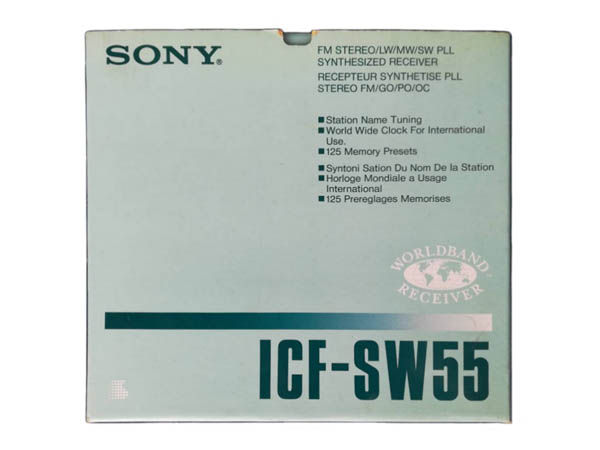 SONY®
FM STEREO/LW/MW/SW PLL
SYNTHESIZED RECEIVER
RECEPTEUR SYNTHETISE PLL
STEREO FM/GO/PO/OC
■Station Name Tuning
■World Wide Clock For International
Use.
■125 Memory Presets
■Syntoni Sation Du Nom De la Station
■Horloge Mondiale a Usage
International
■125 Prereglages Memorises
WORLDBAND
RECEIVER
ICF-SW55